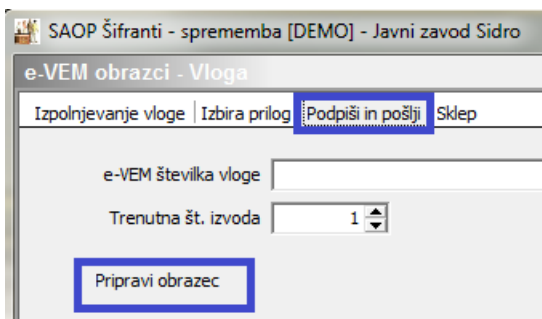 SAOP Šifranti - sprememba [DEMO] - Javni zavod Sidro
e-VEM obrazci - Vloga
Izpolnjevanje vloge Izbira prilog Podpiši in pošlji Sklep
e-VEM številka vloge
Trenutna št. izvoda 1
Pripravi obrazec